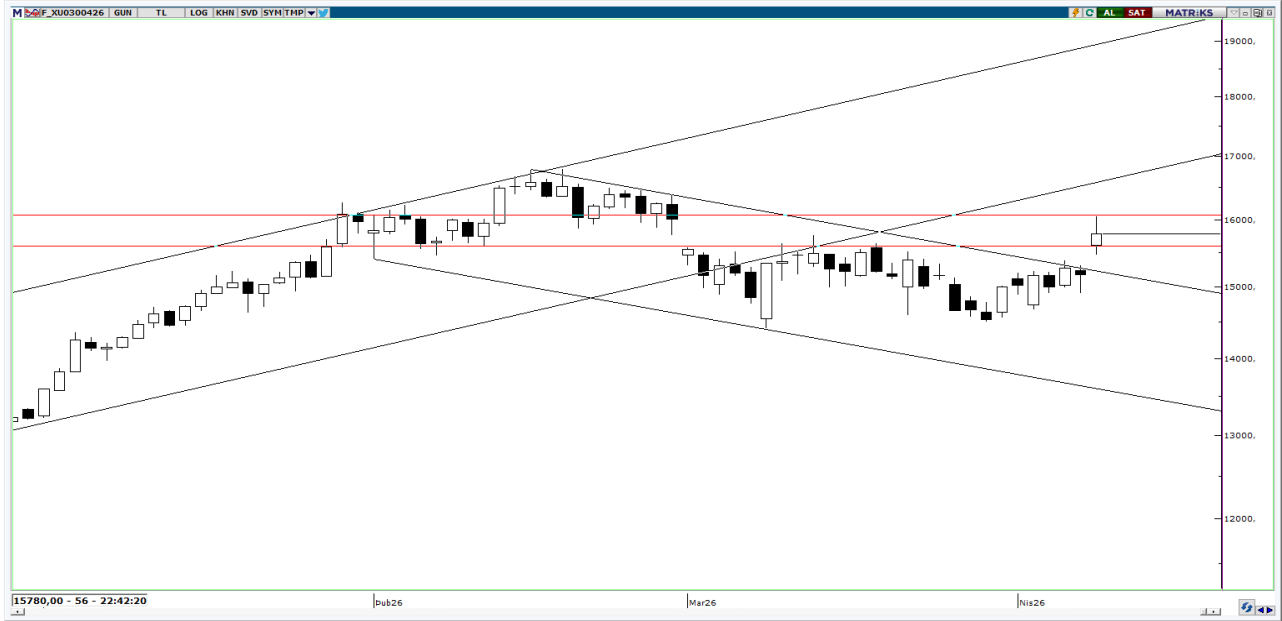 M F_XU0300426 GUN TL LOG KHN SVD SYM TMP AL SAT MATRiKS
19000,
18000,
17000,
16000,
15000,
14000,
13000,
12000,
15780,00 - 56 - 22:42:20
Þub26 Mar26 Nis26